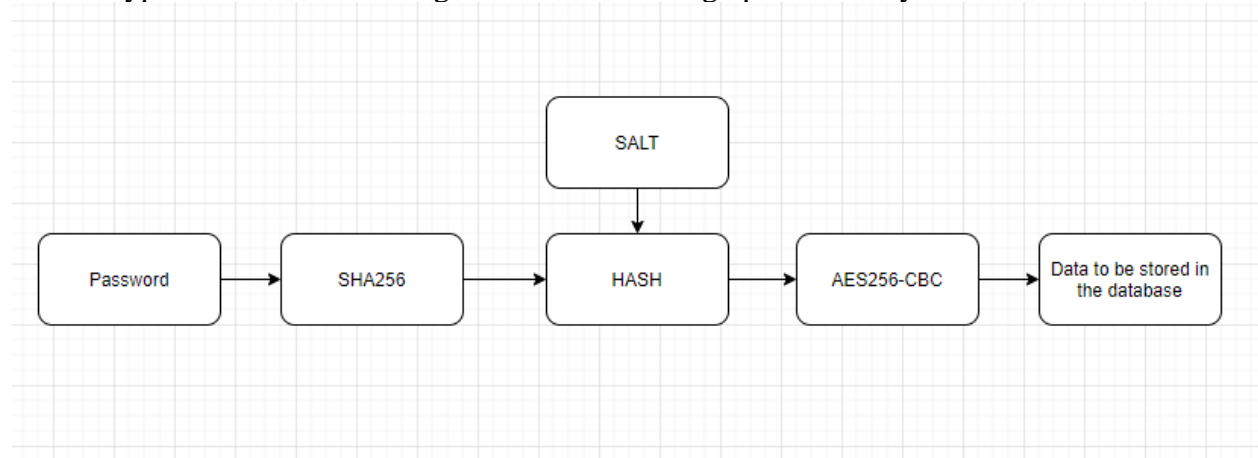 SALT
Password
SHA256
HASH
AES256-CBC
Data to be stored in
the database